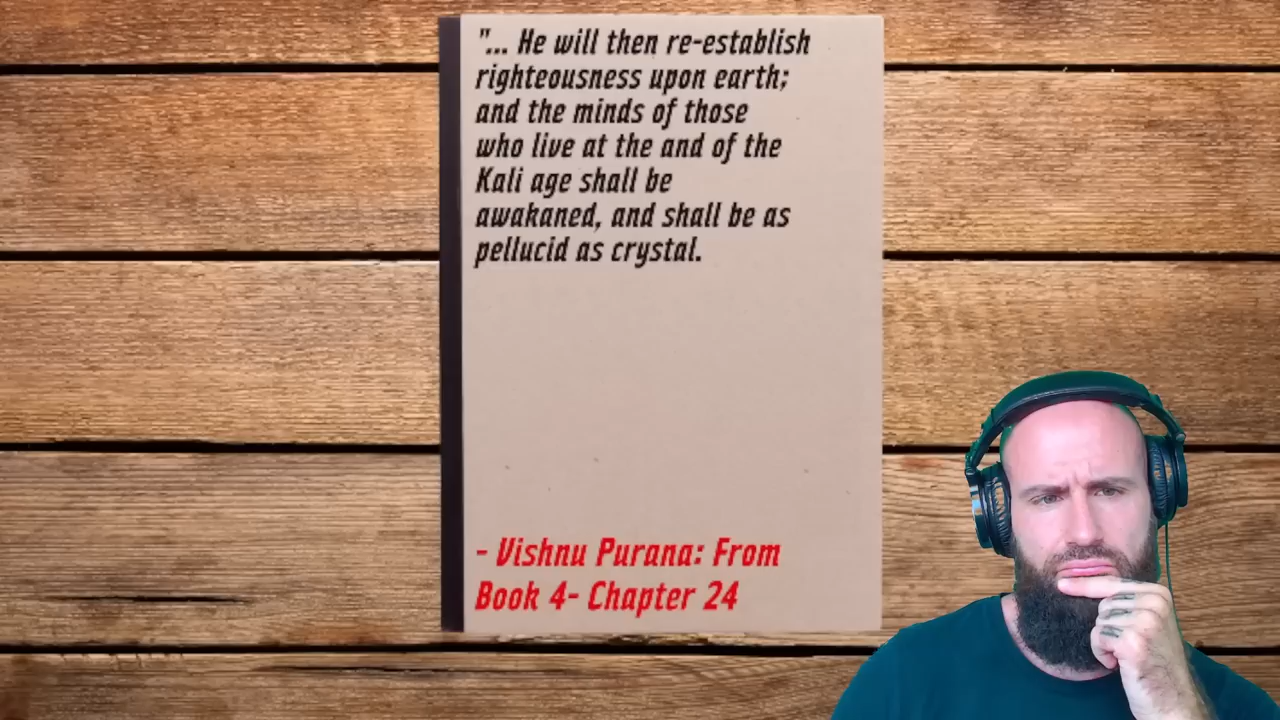 "... He will then re-establish
righteousness upon earth;
and the minds of those
who live at the and of the
Kali age shall be
awakaned, and shall be as
pellucid as crystal.
- Vishnu Purana: From
Book 4- Chapter 24